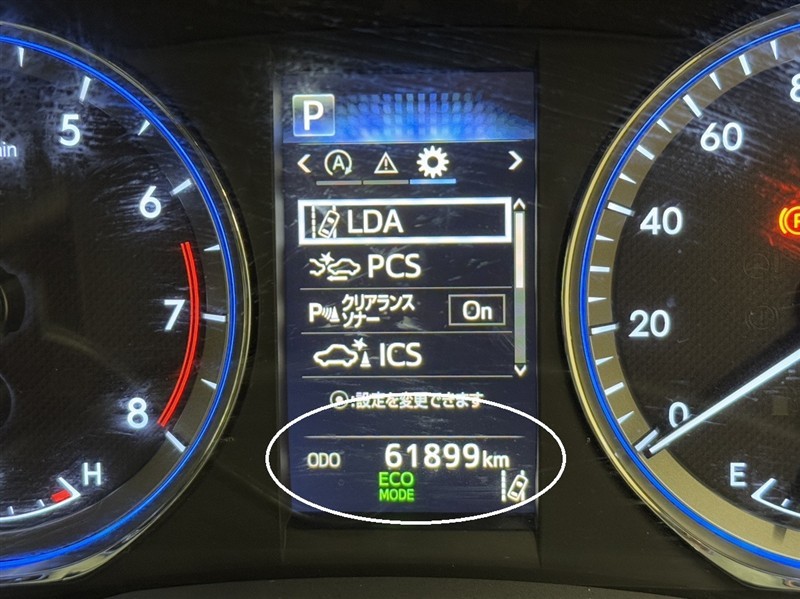 P
LDA
PCS
P クリアランス
ソナー On
ICS
:設定を変更できます
ODO 61899km
ECO
MODE
5
6
7
8
H
60
40
20
0
E
A